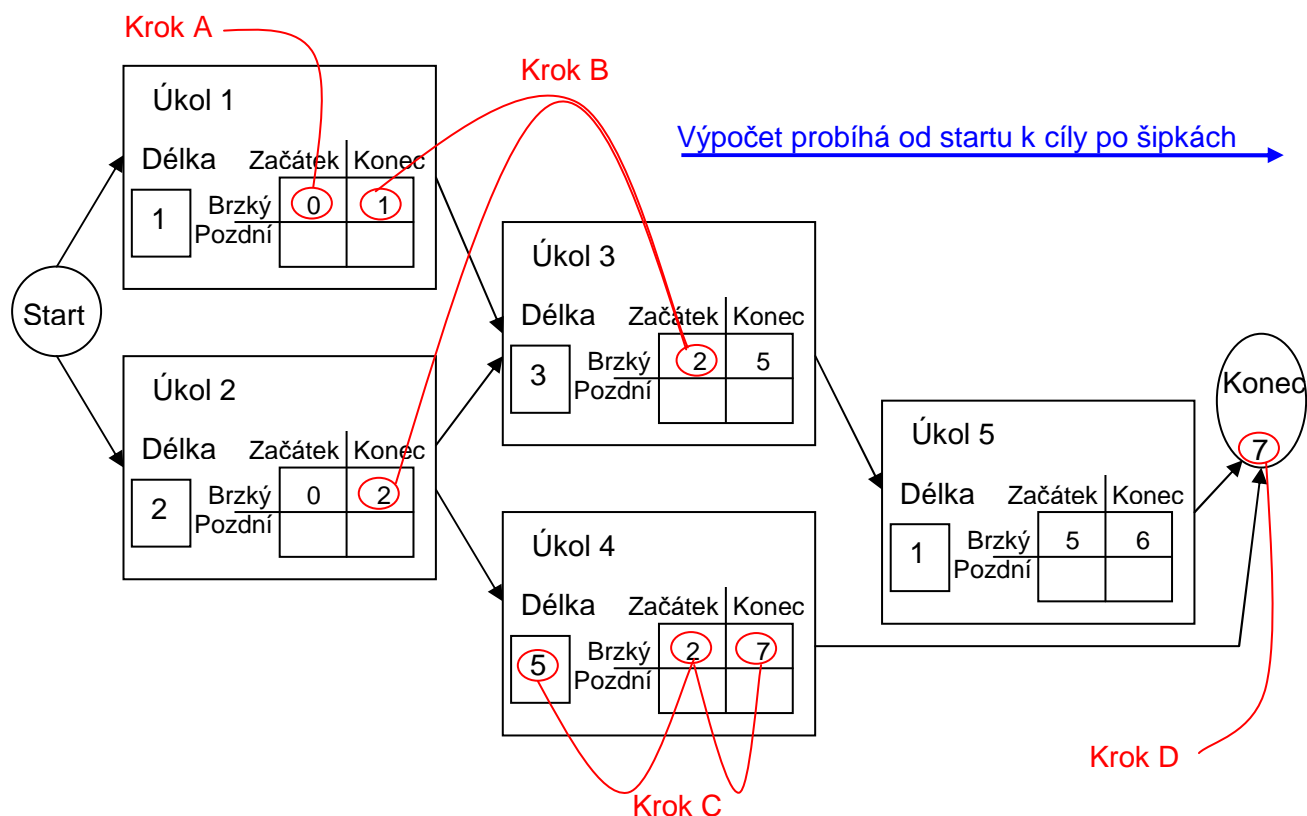 Krok A
Krok B
Výpočet probíhá od startu k cíly po šipkách
Úkol 1
Délka Začátek Konec
1 Brzký 0 1
Pozdní
Start
Úkol 2
Délka Začátek Konec
2 Brzký 0 2
Pozdní
Úkol 3
Délka Začátek Konec
3 Brzký 2 5
Pozdní
Úkol 4
Délka Začátek Konec
5 Brzký 2 7
Pozdní
Úkol 5
Délka Začátek Konec
1 Brzký 5 6
Pozdní
Konec
7
Krok C
Krok D